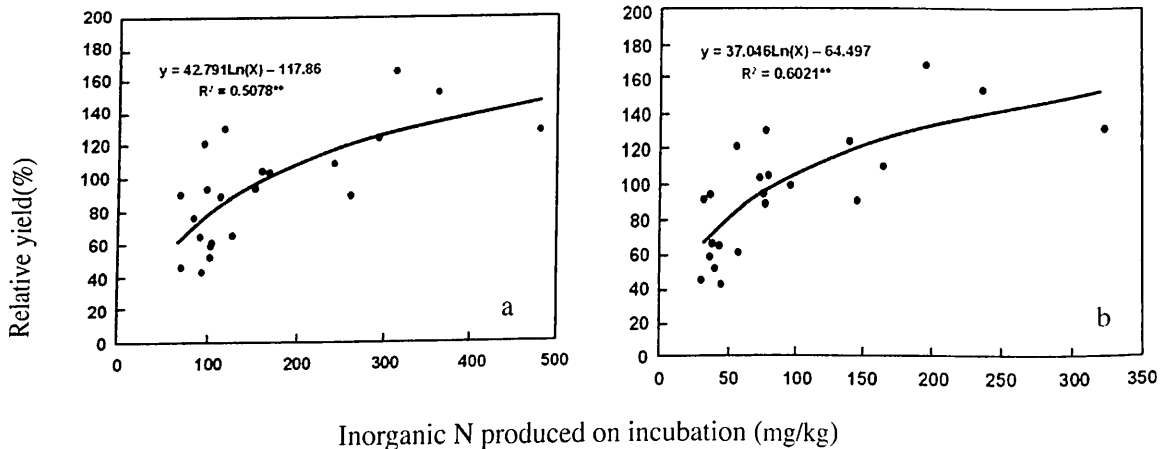 200
180
160
140
120
100
80
60
40
20
0
y = 42.791Ln(X) – 117.86
R² = 0.5078**
a
0 100 200 300 400 500
200
180
160
140
120
100
80
60
40
20
0
y = 37.046Ln(X) – 64.497
R² = 0.6021**
b
0 50 100 150 200 250 300 350
Relative yield(%)
Inorganic N produced on incubation (mg/kg)